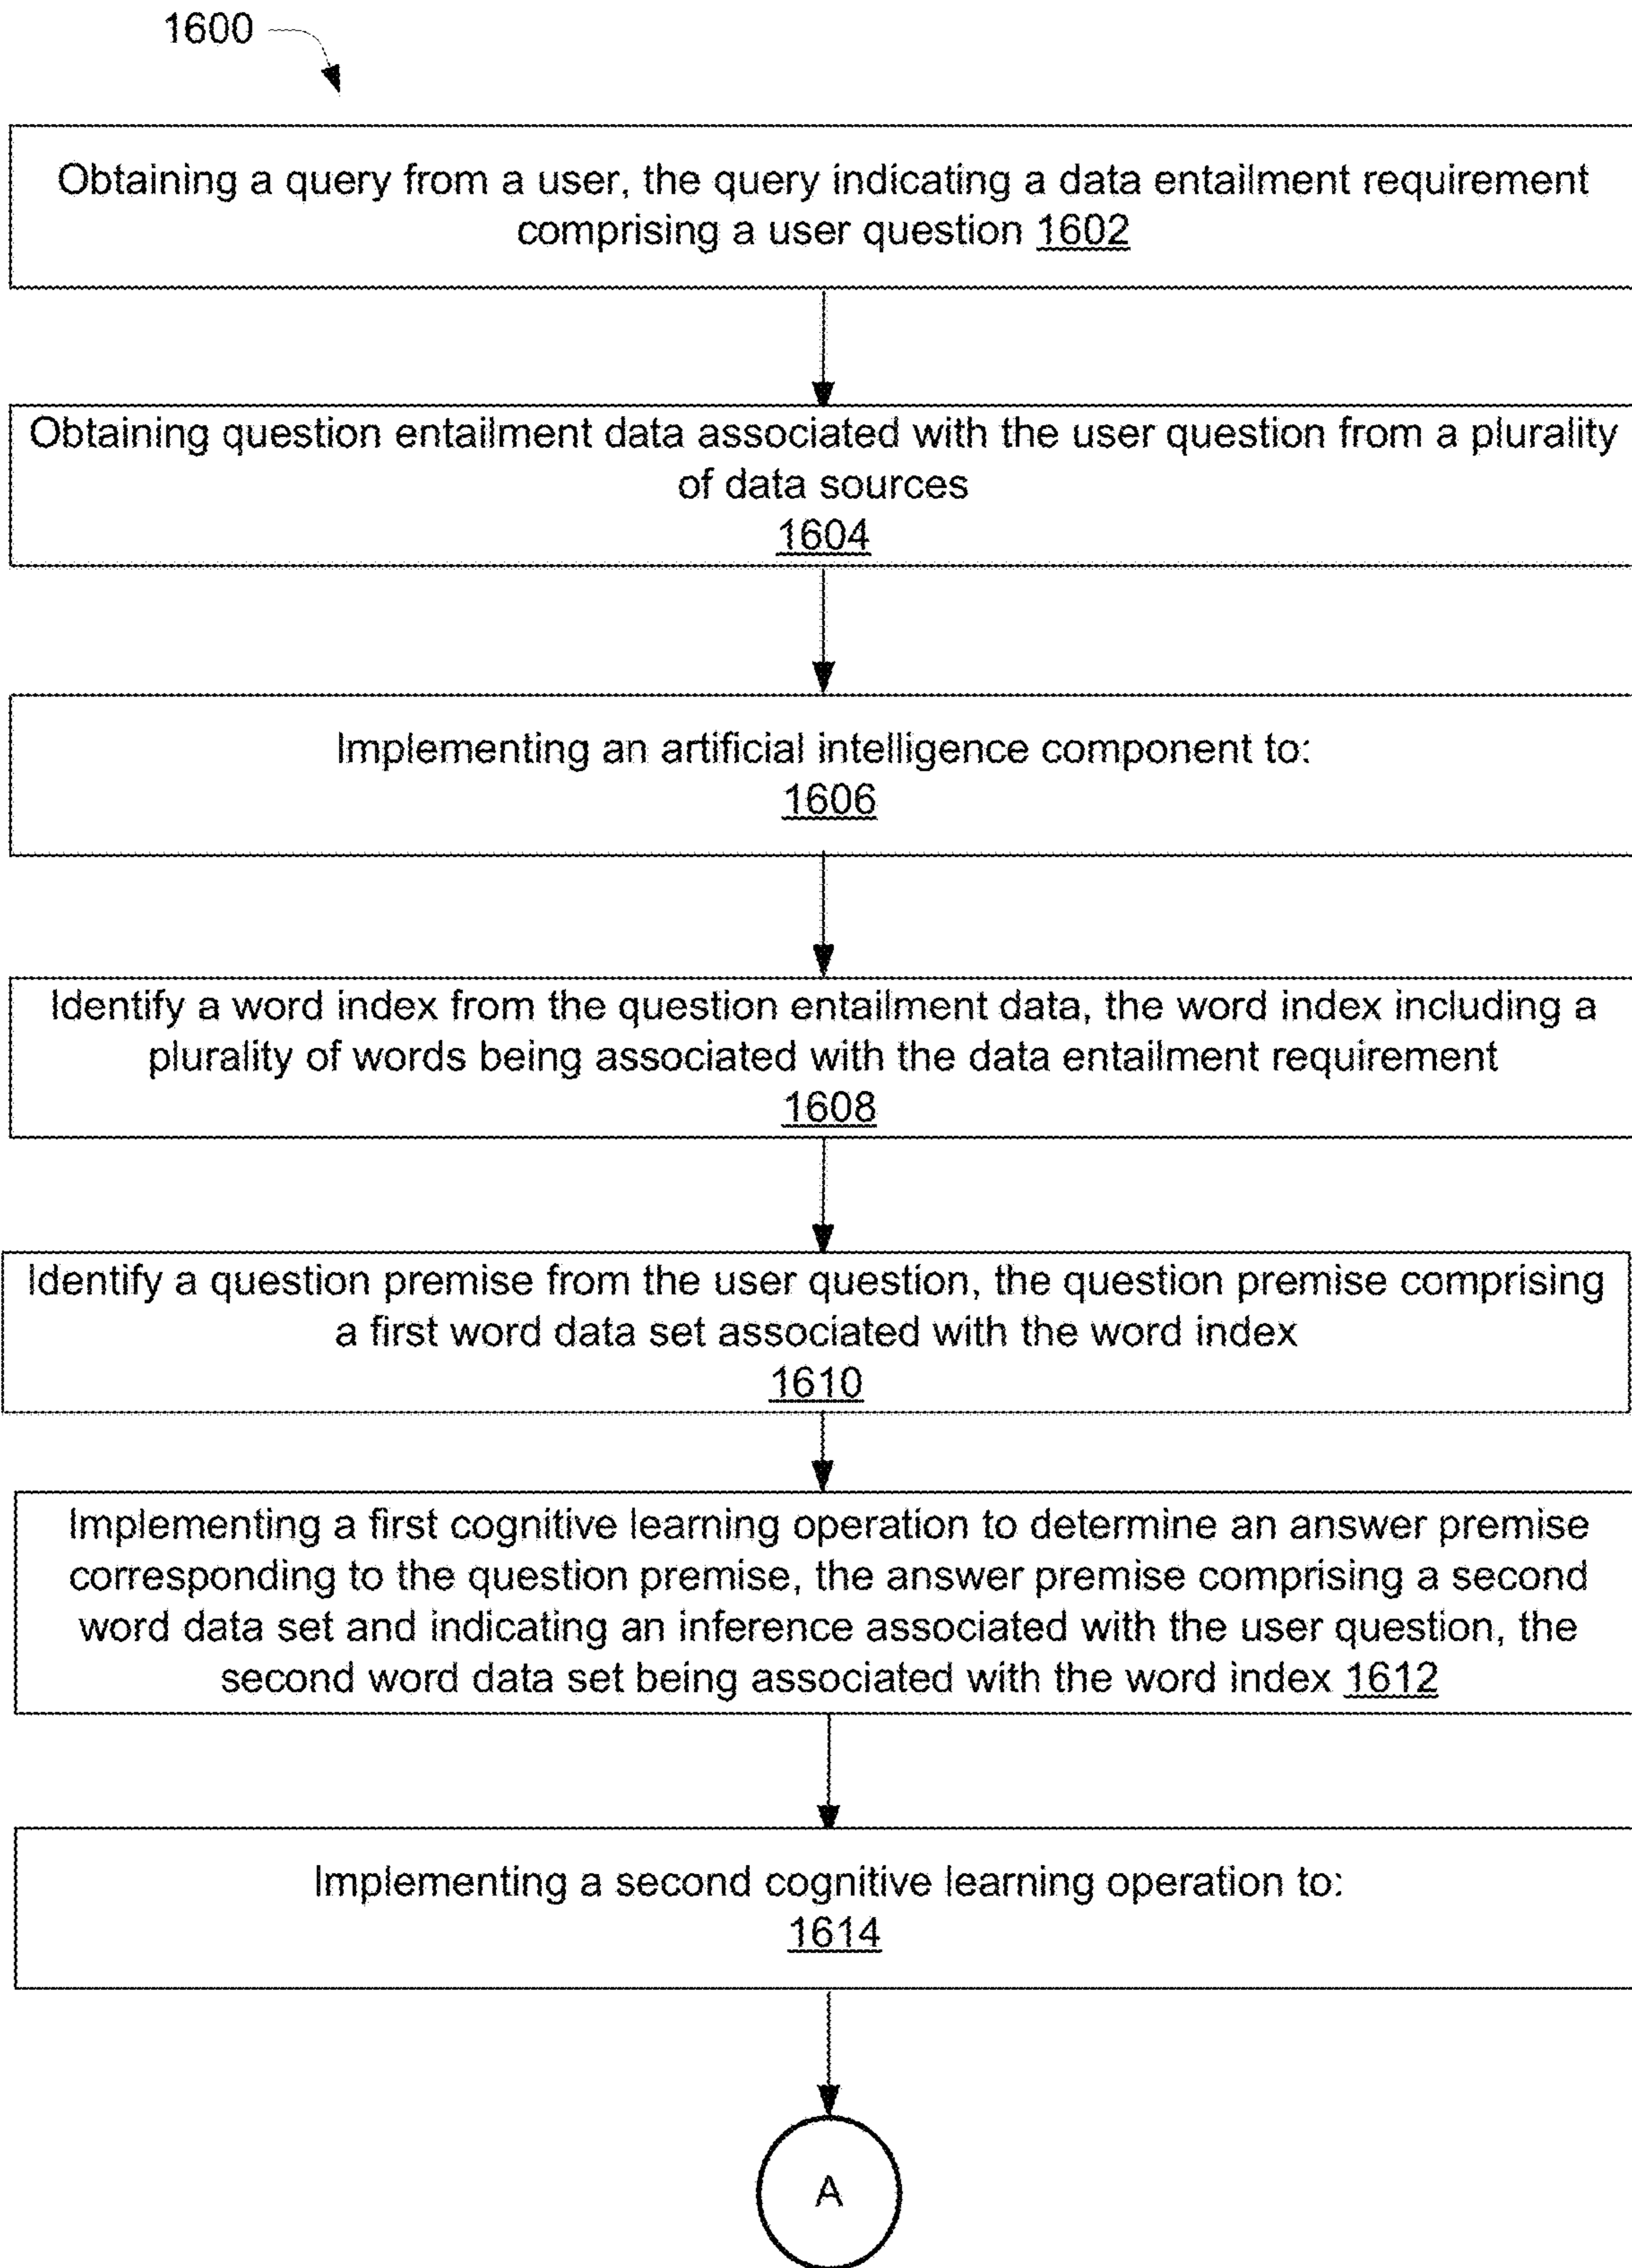 1600
Obtaining a query from a user, the query indicating a data entailment requirement
comprising a user question 1602
Obtaining question entailment data associated with the user question from a plurality
of data sources
1604
Implementing an artificial intelligence component to:
1606
Identify a word index from the question entailment data, the word index including a
plurality of words being associated with the data entailment requirement
1608
Identify a question premise from the user question, the question premise comprising
a first word data set associated with the word index
1610
Implementing a first cognitive learning operation to determine an answer premise
corresponding to the question premise, the answer premise comprising a second
word data set and indicating an inference associated with the user question, the
second word data set being associated with the word index 1612
Implementing a second cognitive learning operation to:
1614
A